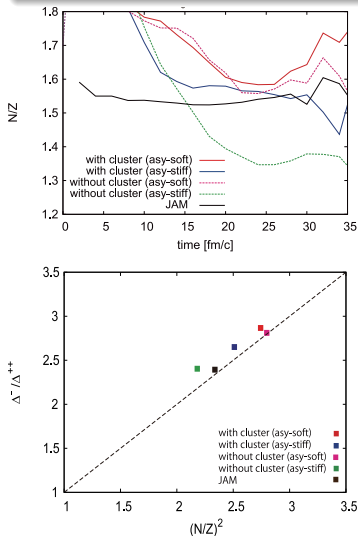 N/Z
1.8
1.7
1.6
1.5
1.4
1.3
1.2
with cluster (asy-soft)
with cluster (asy-stiff)
without cluster (asy-soft)
without cluster (asy-stiff)
JAM
0 5 10 15 20 25 30 35
time [fm/c]
Δ⁻/Δ⁺⁺
3.5
3
2.5
2
1.5
1
with cluster (asy-soft)
with cluster (asy-stiff)
without cluster (asy-soft)
without cluster (asy-stiff)
JAM
1 1.5 2 2.5 3 3.5
(N/Z)²